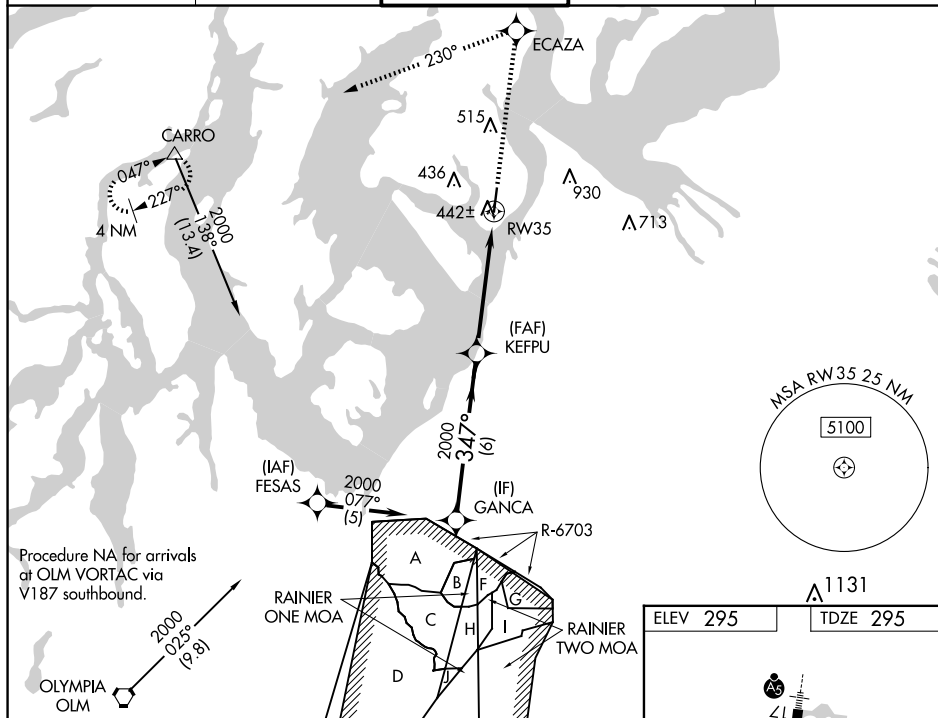 ECAZA
230°
515
CARRO
047°
227°
4 NM
2000
138°
(13.4)
436
930
442±
RW35
713
(FAF)
KEFPU
MSA RW35 25 NM
5100
2000
347°
(6)
(IAF)
FESAS
2000
077°
(5)
(IF)
GANCA
R-6703
Procedure NA for arrivals
at OLM VORTAC via
V187 southbound.
A
B
F
G
RAINIER
ONE MOA
C
H
I
RAINIER
TWO MOA
D
J
1131
2000
025°
(9.8)
OLYMPIA
OLM
ELEV 295
TDZE 295
A5